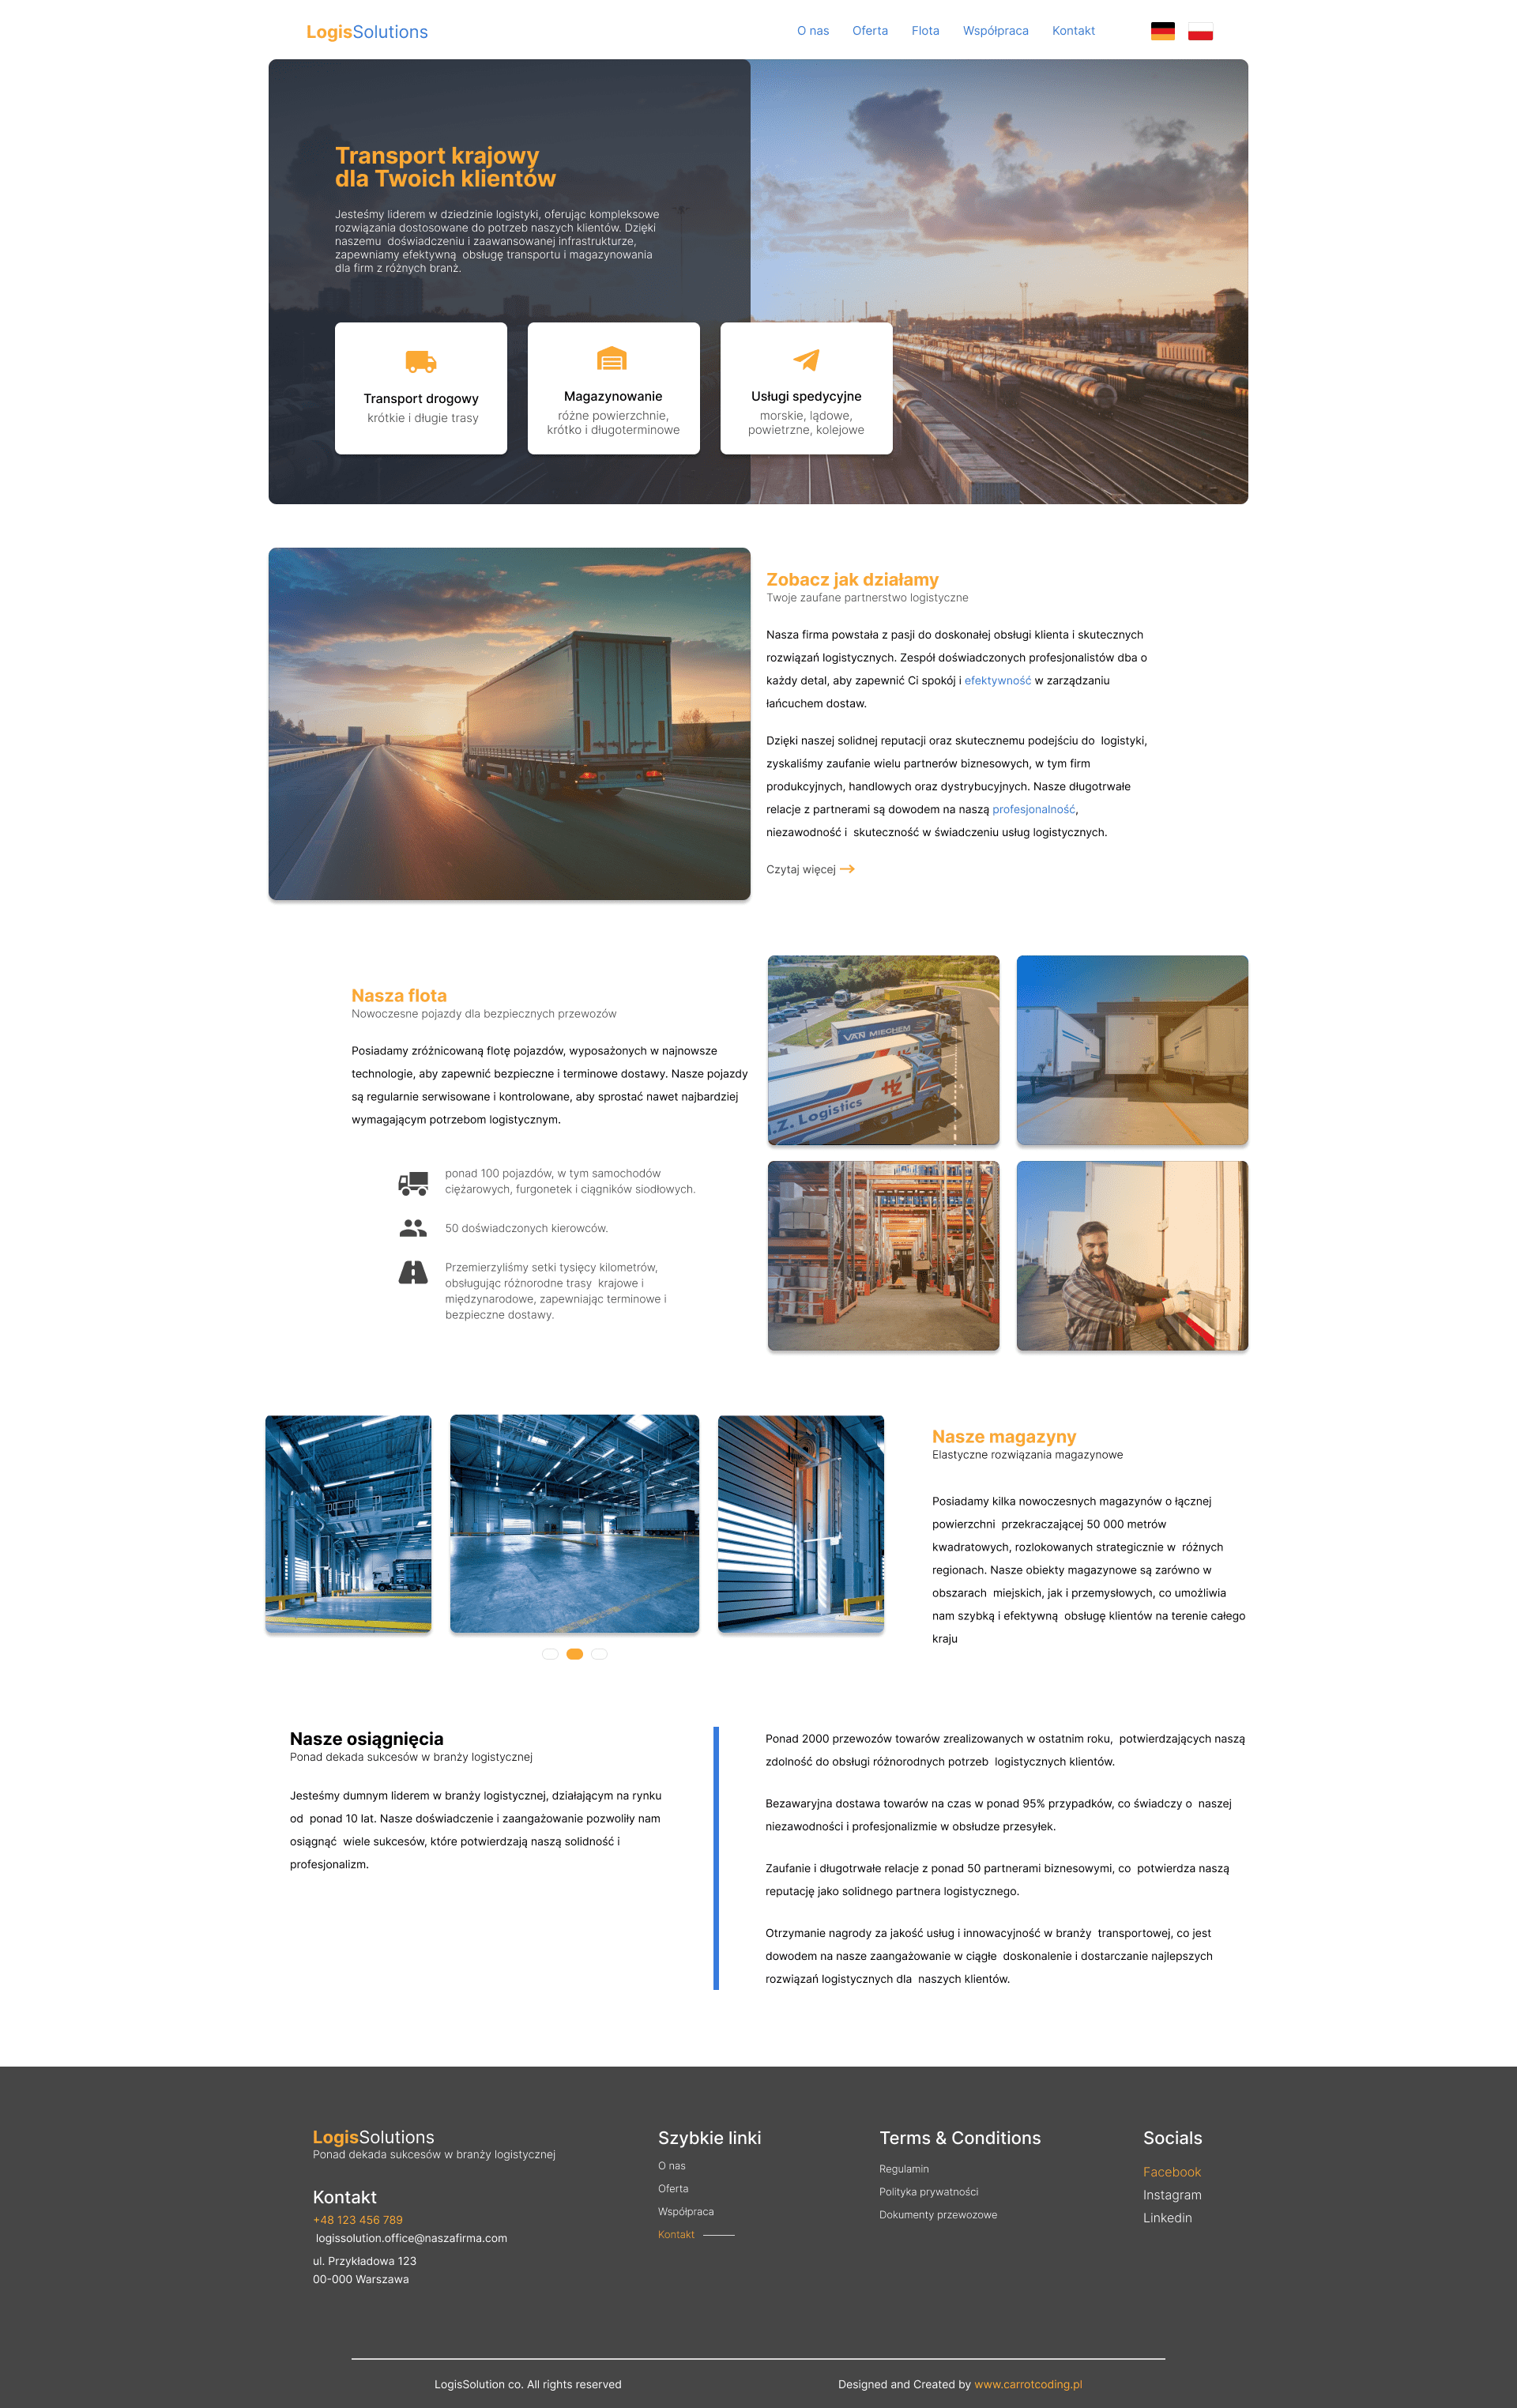 LogisSolutions
O nas
Oferta
Flota
Współpraca
Kontakt
Transport krajowy
dla Twoich klientów
Jesteśmy liderem w dziedzinie logistyki, oferując kompleksowe
rozwiązania dostosowane do potrzeb naszych klientów. Dzięki
naszemu  doświadczeniu i zaawansowanej infrastrukturze,
zapewniamy efektywną  obsługę transportu i magazynowania
dla firm z różnych branż.
Transport drogowy
krótkie i długie trasy
Magazynowanie
różne powierzchnie,
krótko i długoterminowe
Usługi spedycyjne
morskie, lądowe,
powietrzne, kolejowe
Zobacz jak działamy
Twoje zaufane partnerstwo logistyczne
Nasza firma powstała z pasji do doskonałej obsługi klienta i skutecznych
rozwiązań logistycznych. Zespół doświadczonych profesjonalistów dba o
każdy detal, aby zapewnić Ci spokój i efektywność w zarządzaniu
łańcuchem dostaw.
Dzięki naszej solidnej reputacji oraz skutecznemu podejściu do  logistyki,
zyskaliśmy zaufanie wielu partnerów biznesowych, w tym firm
produkcyjnych, handlowych oraz dystrybucyjnych. Nasze długotrwałe
relacje z partnerami są dowodem na naszą profesjonalność,
niezawodność i  skuteczność w świadczeniu usług logistycznych.
Czytaj więcej
Nasza flota
Nowoczesne pojazdy dla bezpiecznych przewozów
Posiadamy zróżnicowaną flotę pojazdów, wyposażonych w najnowsze
technologie, aby zapewnić bezpieczne i terminowe dostawy. Nasze pojazdy
są regularnie serwisowane i kontrolowane, aby sprostać nawet najbardziej
wymagającym potrzebom logistycznym.
ponad 100 pojazdów, w tym samochodów
ciężarowych, furgonetek i ciągników siodłowych.
50 doświadczonych kierowców.
Przemierzyliśmy setki tysięcy kilometrów,
obsługując różnorodne trasy  krajowe i
międzynarodowe, zapewniając terminowe i
bezpieczne dostawy.
VAN MIECHEM
HZ
.Z. Logistics
Nasze magazyny
Elastyczne rozwiązania magazynowe
Posiadamy kilka nowoczesnych magazynów o łącznej
powierzchni  przekraczającej 50 000 metrów
kwadratowych, rozlokowanych strategicznie w  różnych
regionach. Nasze obiekty magazynowe są zarówno w
obszarach  miejskich, jak i przemysłowych, co umożliwia
nam szybką i efektywną  obsługę klientów na terenie całego
kraju
Nasze osiągnięcia
Ponad dekada sukcesów w branży logistycznej
Jesteśmy dumnym liderem w branży logistycznej, działającym na rynku
od  ponad 10 lat. Nasze doświadczenie i zaangażowanie pozwoliły nam
osiągnąć  wiele sukcesów, które potwierdzają naszą solidność i
profesjonalizm.
Ponad 2000 przewozów towarów zrealizowanych w ostatnim roku,  potwierdzających naszą
zdolność do obsługi różnorodnych potrzeb  logistycznych klientów.
Bezawaryjna dostawa towarów na czas w ponad 95% przypadków, co świadczy o  naszej
niezawodności i profesjonalizmie w obsłudze przesyłek.
Zaufanie i długotrwałe relacje z ponad 50 partnerami biznesowymi, co  potwierdza naszą
reputację jako solidnego partnera logistycznego.
Otrzymanie nagrody za jakość usług i innowacyjność w branży  transportowej, co jest
dowodem na nasze zaangażowanie w ciągłe  doskonalenie i dostarczanie najlepszych
rozwiązań logistycznych dla  naszych klientów.
LogisSolutions
Ponad dekada sukcesów w branży logistycznej
Kontakt
+48 123 456 789
logissolution.office@naszafirma.com
ul. Przykładowa 123
00-000 Warszawa
Szybkie linki
O nas
Oferta
Współpraca
Kontakt
Terms & Conditions
Regulamin
Polityka prywatności
Dokumenty przewozowe
Socials
Facebook
Instagram
Linkedin
LogisSolution co. All rights reserved
Designed and Created by www.carrotcoding.pl